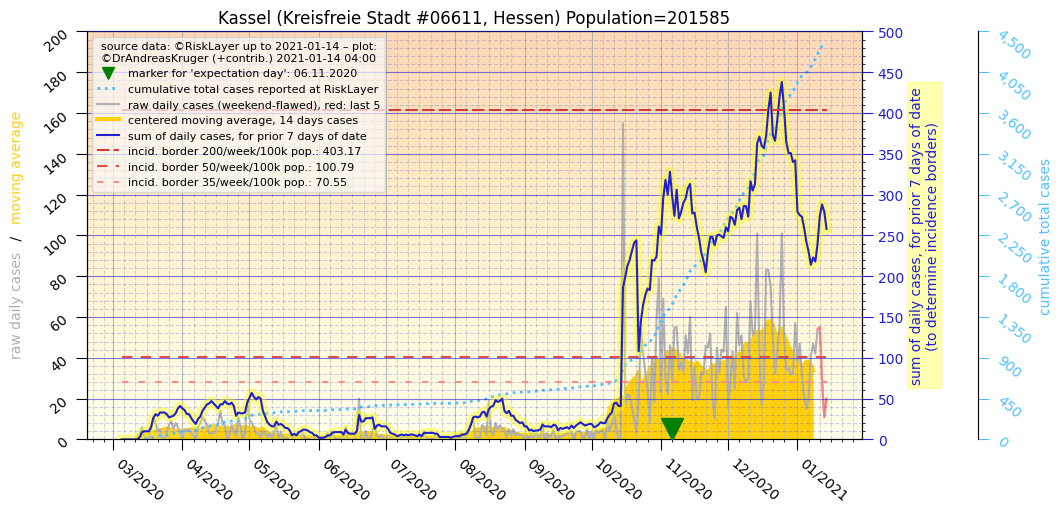 Kassel (Kreisfreie Stadt #06611, Hessen) Population=201585
source data: ©RiskLayer up to 2021-01-14 – plot:
©DrAndreasKruger (+contrib.) 2021-01-14 04:00
marker for 'expectation day': 06.11.2020
cumulative total cases reported at RiskLayer
raw daily cases (weekend-flawed), red: last 5
centered moving average, 14 days cases
sum of daily cases, for prior 7 days of date
incid. border 200/week/100k pop.: 403.17
incid. border 50/week/100k pop.: 100.79
incid. border 35/week/100k pop.: 70.55
raw daily cases / moving average
200
180
160
140
120
100
80
60
40
20
0
03/2020
04/2020
05/2020
06/2020
07/2020
08/2020
09/2020
10/2020
11/2020
12/2020
01/2021
500
450
400
350
300
250
200
150
100
50
0
sum of daily cases, for prior 7 days of date
(to determine incidence borders)
4,500
4,050
3,600
3,150
2,700
2,250
1,800
1,350
900
450
0
cumulative total cases